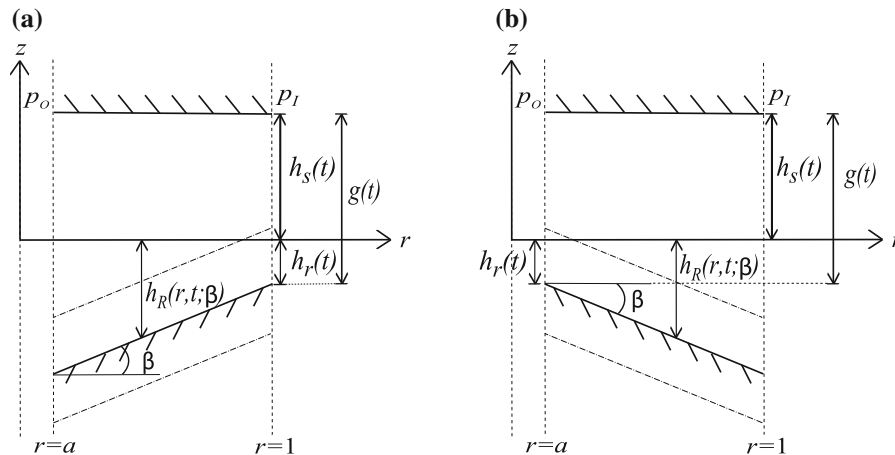 (a)
z
p_O
p_I
h_s(t)
g(t)
r
h_r(t)
h_R(r,t;β)
β
r=a
r=1
(b)
z
p_O
p_I
h_s(t)
g(t)
r
h_r(t)
h_R(r,t;β)
β
r=a
r=1